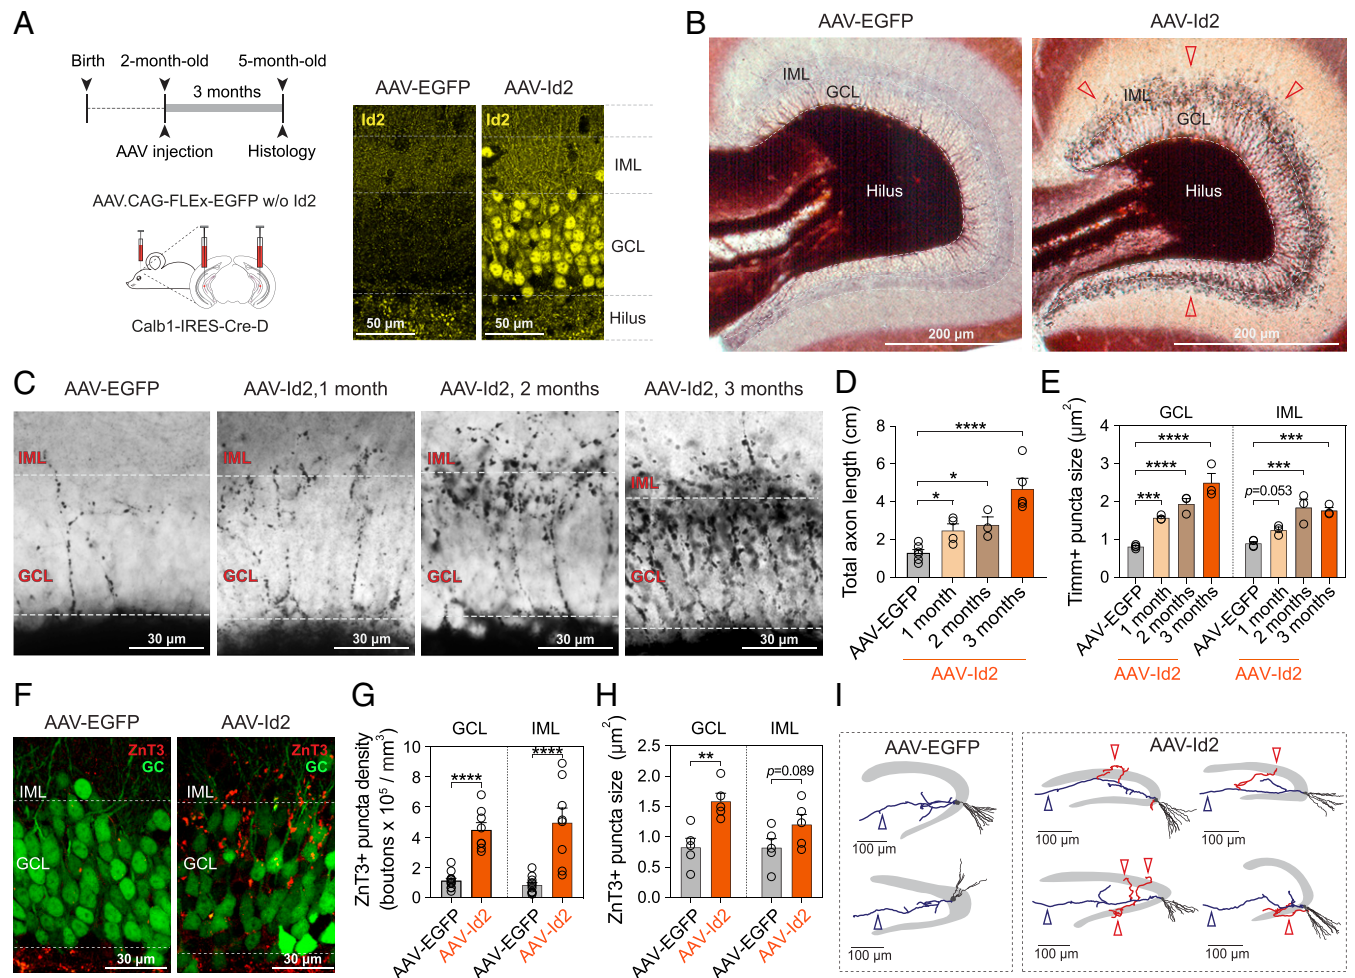 A
Birth
2-month-old
5-month-old
3 months
AAV injection
Histology
AAV.CAG-FLEx-EGFP w/o Id2
Calb1-IRES-Cre-D
AAV-EGFP
AAV-Id2
Id2
Id2
IML
GCL
Hilus
50 µm
50 µm
B
AAV-EGFP
AAV-Id2
IML
GCL
Hilus
200 µm
IML
GCL
Hilus
200 µm
C
AAV-EGFP
AAV-Id2,1 month
AAV-Id2, 2 months
AAV-Id2, 3 months
IML
GCL
30 µm
IML
GCL
30 µm
IML
GCL
30 µm
IML
GCL
30 µm
D
Total axon length (cm)
8
6
4
2
0
*
*
****
AAV-EGFP
1 month
2 months
3 months
AAV-Id2
E
Timm+ puncta size (µm²)
GCL
IML
4
3
2
1
0
****
****
***
***
***
p=0.053
AAV-EGFP
1 month
2 months
3 months
AAV-EGFP
1 month
2 months
3 months
AAV-Id2
AAV-Id2
F
AAV-EGFP
AAV-Id2
ZnT3
GC
IML
GCL
30 µm
ZnT3
GC
IML
GCL
30 µm
G
ZnT3+ puncta density
(boutons x 10⁵ / mm³)
GCL
IML
10
8
6
4
2
0
****
****
AAV-EGFP
AAV-Id2
AAV-EGFP
AAV-Id2
H
ZnT3+ puncta size (µm²)
GCL
IML
2.5
2.0
1.5
1.0
0.5
0.0
**
p=0.089
AAV-EGFP
AAV-Id2
AAV-EGFP
AAV-Id2
I
AAV-EGFP
AAV-Id2
100 µm
100 µm
100 µm
100 µm
100 µm
100 µm